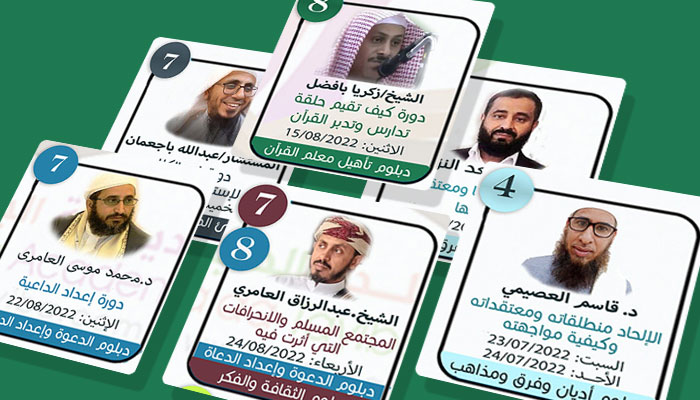 8
الشيخ/زكريا بافضل
دورة كيف تقيم حلقة
تدارس وتدبر القرآن
الاثنين: 15/08/2022
دبلوم تأهيل معلم القرآن
7
المستشار/عبدالله باجعمان
4
د. قاسم العصيمي
الإلحاد منطلقاته ومعتقداته
وكيفية مواجهته
السبت: 23/07/2022
الأحـد: 24/07/2022
دبلوم أديان وفرق ومذاهب
7
د.محمد موسى العامري
دورة إعداد الداعية
الإثنين: 22/08/2022
دبلوم الدعوة وإعداد الدعاة
7
8
الشيخ.عبدالرزاق العامري
المجتمع المسلم والانحرافات
التي أثرت فيه
الأربعاء: 24/08/2022
دبلوم الدعوة وإعداد الدعاة
دبلوم الثقافة والفكر